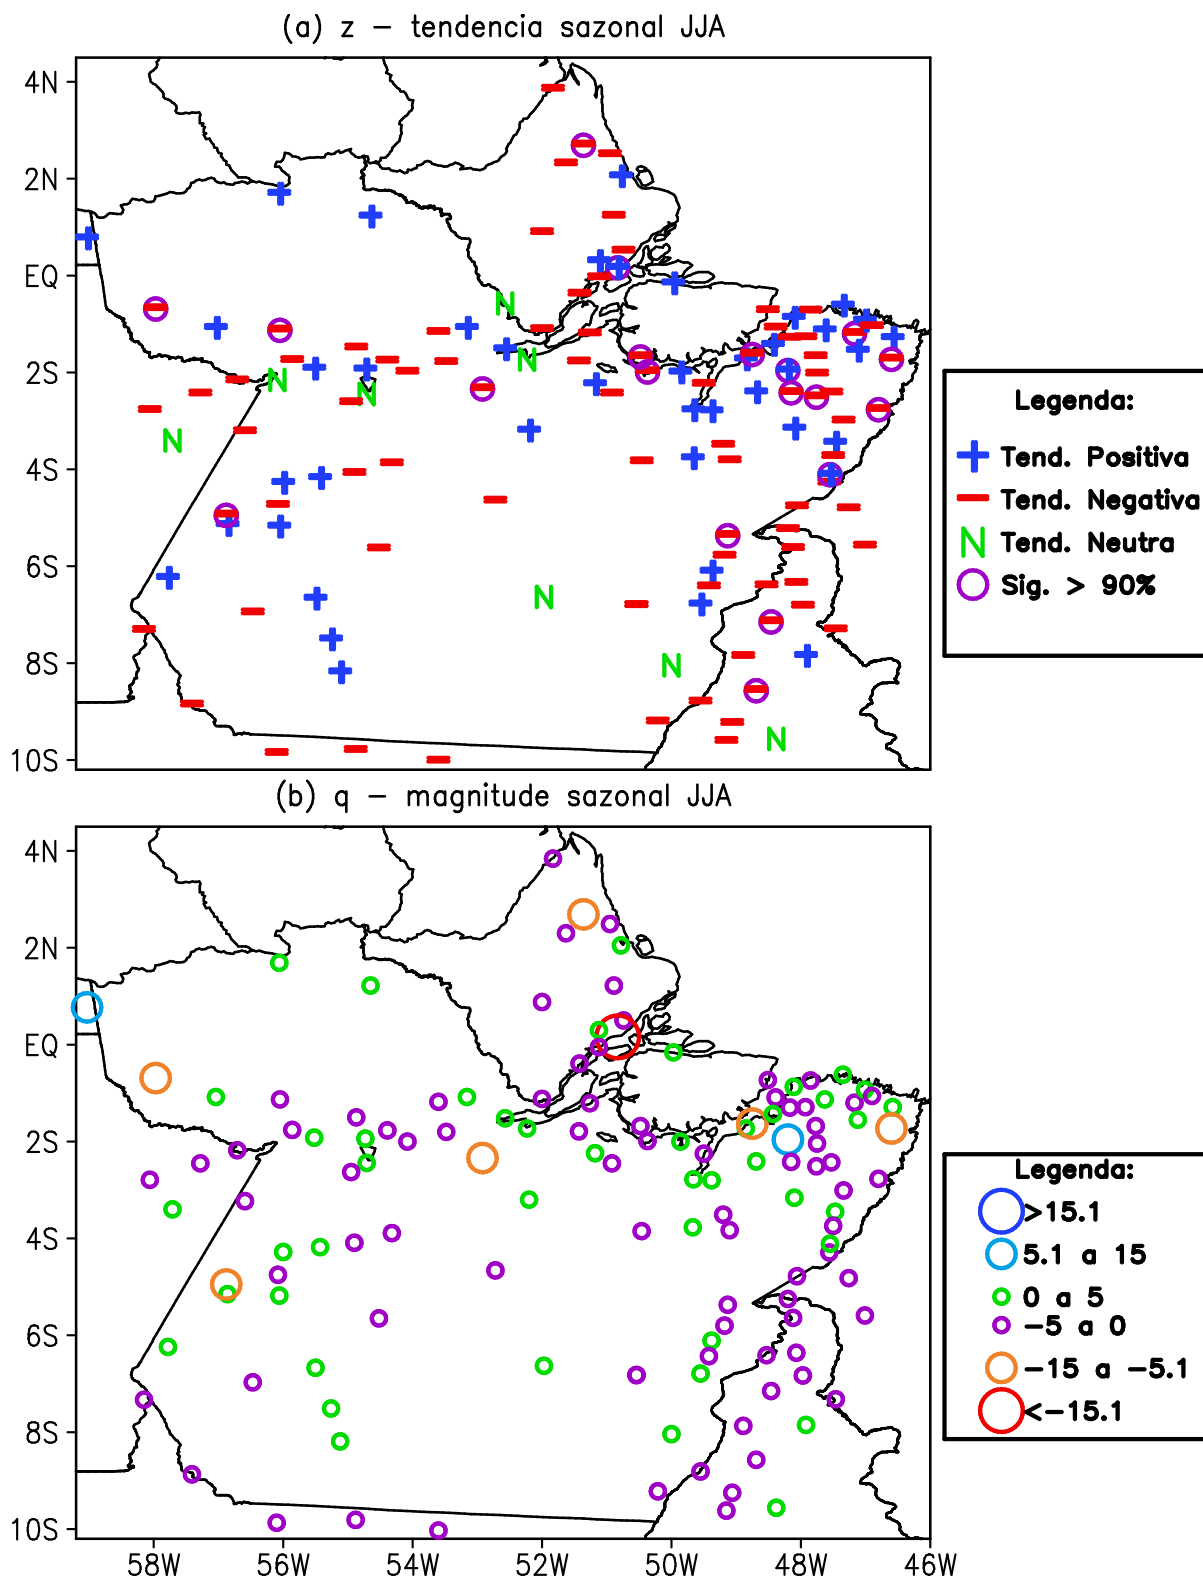 (a) z – tendencia sazonal JJA
4N
2N
EQ
2S
4S
6S
8S
10S
Legenda:
Tend. Positiva
Tend. Negativa
N Tend. Neutra
Sig. > 90%
N
N
N
N
N
N
N
N
(b) q – magnitude sazonal JJA
4N
2N
EQ
2S
4S
6S
8S
10S
58W 56W 54W 52W 50W 48W 46W
Legenda:
>15.1
5.1 a 15
0 a 5
-5 a 0
-15 a -5.1
<-15.1